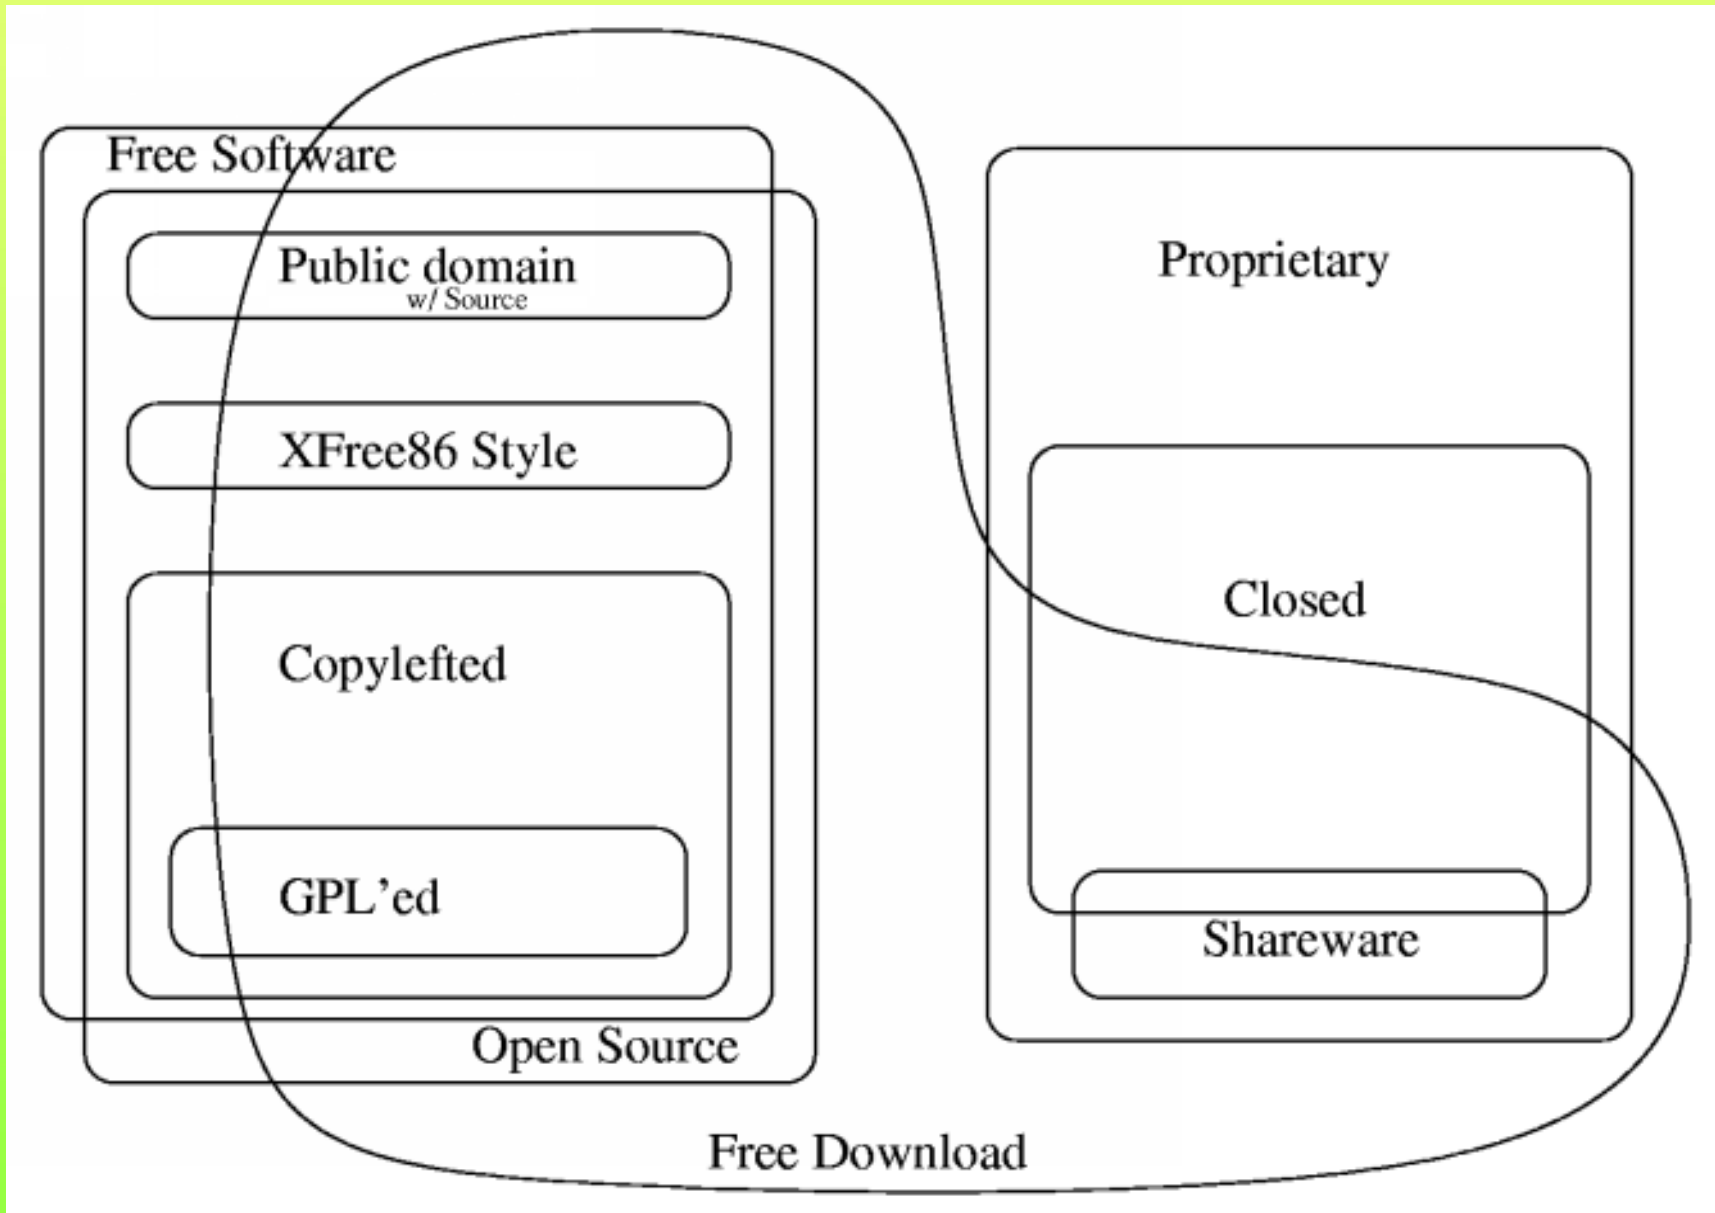 Free Software
Public domain
w/ Source
XFree86 Style
Copylefted
GPL’ed
Open Source
Proprietary
Closed
Shareware
Free Download